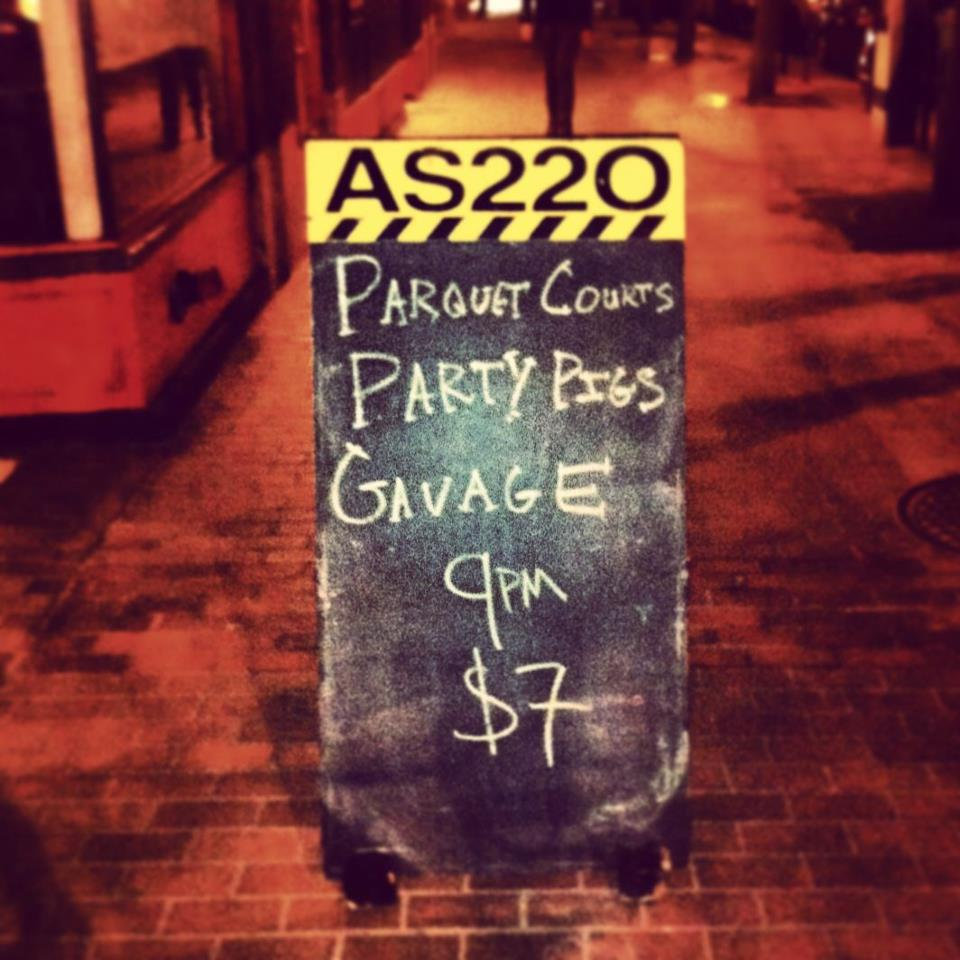 AS220
PARQUET COURTS
PARTY PIGS
GAVAGE
9PM
$7